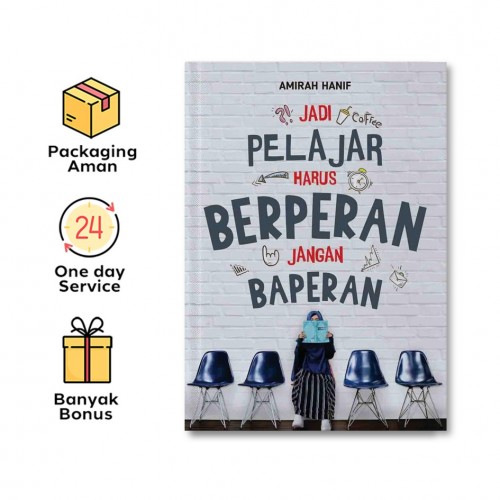 Packaging
Aman
24
One day
Service
Banyak
Bonus
AMIRAH HANIF
?! JADI Coffee
PELAJAR
HARUS
BERPERAN
JANGAN
BAPERAN